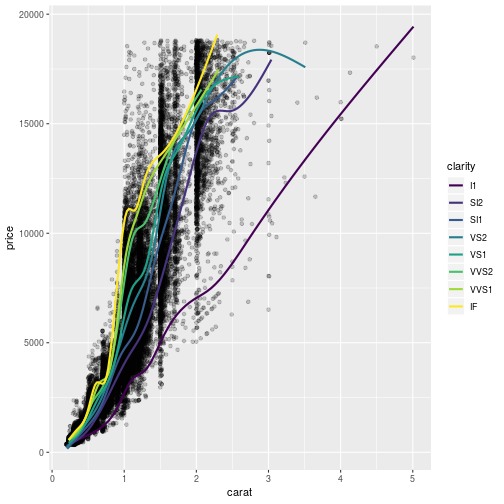 20000
15000
10000
5000
0
price
0
1
2
3
4
5
carat
clarity
I1
SI2
SI1
VS2
VS1
VVS2
VVS1
IF